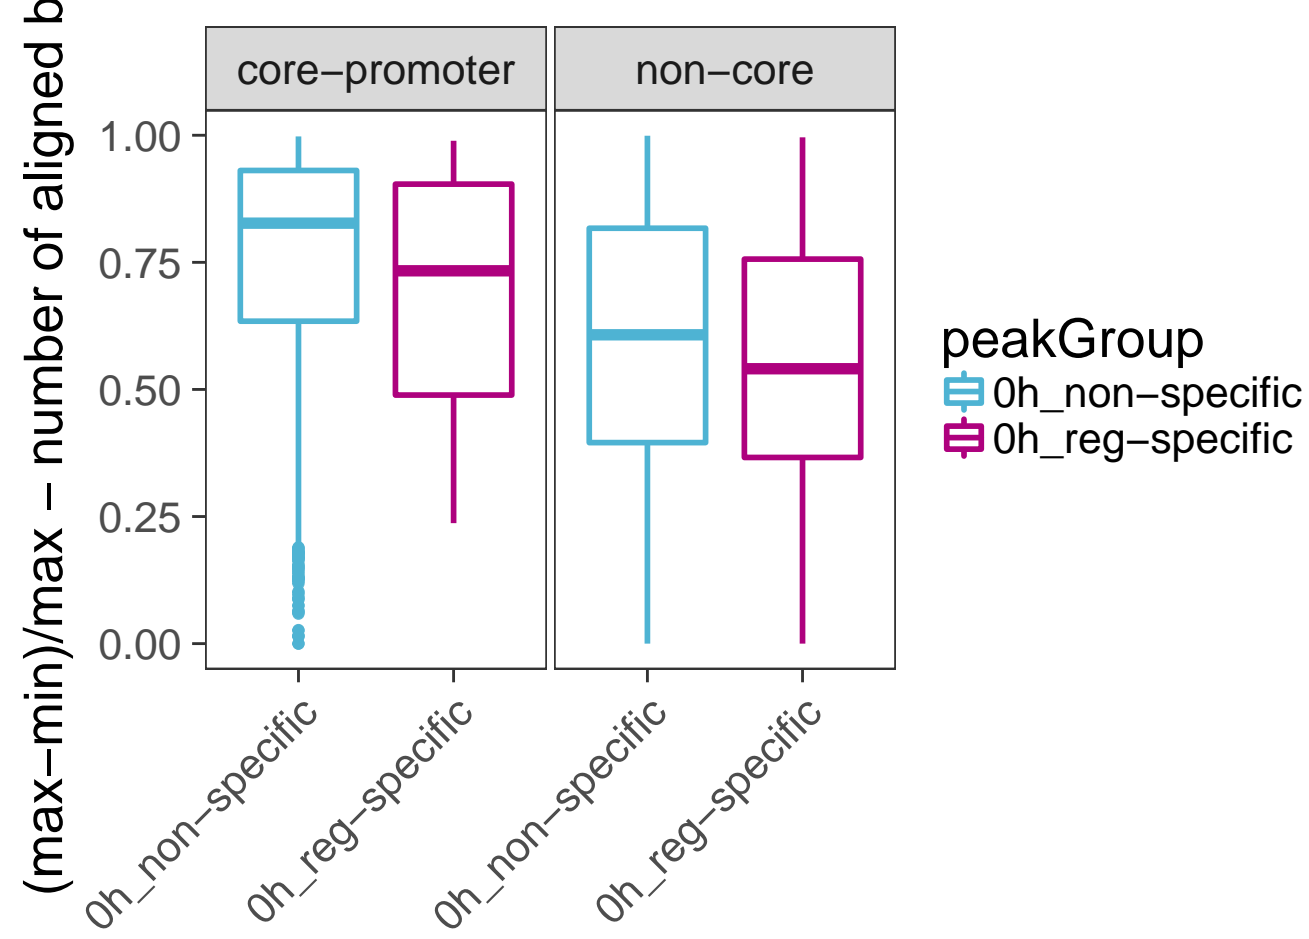 (max−min)/max − number of aligned b
core−promoter
non−core
1.00
0.75
0.50
0.25
0.00
0h_non−specific
0h_reg−specific
0h_non−specific
0h_reg−specific
peakGroup
0h_non−specific
0h_reg−specific